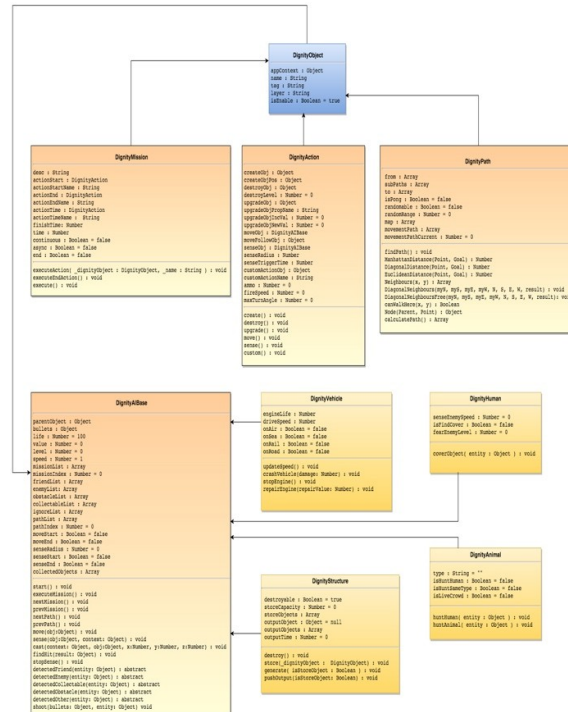 DignityObject
appContext : Object
name : String
tag : String
layer : String
isEnable : Boolean = true
DignityMission
desc : String
actionStart : DignityAction
actionStartName : String
actionEnd : DignityAction
actionEndName : String
actionTime : DignityAction
actionTimeName : String
finishTime: Number
time : Number
continuous : Boolean = false
async : Boolean = false
end : Boolean = false
executeAction( _dignityObject : DignityObject, _name : String ) : void
executeEndAction() : void
execute() : void
DignityAction
createObj : Object
createObjPos : Object
destroyObj : Object
destroyLevel : Number = 0
upgradeObj : Object
upgradeObjPropName : String
upgradeObjIncVal : Number = 0
upgradeObjNewVal : Number = 0
moveObj : DignityAIBase
moveFollowObj : Object
senseObj : DignityAIBase
senseRadius : Number
senseTriggerTime : Number
customActionObj : Object
customActionName : String
ammo : Number = 0
fireSpeed : Number = 0
maxTurnAngle : Number = 0
create() : void
destroy() : void
upgrade() : void
move() : void
sense() : void
custom() : void
DignityPath
from : Array
subPaths : Array
to : Array
isPong : Boolean = false
randomable : Boolean = false
randomRange : Number = 0
map : Array
movementPath : Array
movementPathCurrent : Number = 0
findPath() : void
ManhattanDistance(Point, Goal) : Number
DiagonalDistance(Point, Goal) : Number
EuclideanDistance(Point, Goal) : Number
Neighbours(x, y) : Array
DiagonalNeighbours(myN, myS, myE, myW, N, S, E, W, result) : void
DiagonalNeighboursFree(myN, myS, myE, myW, N, S, E, W, result): void
canWalkHere(x, y) : Boolean
Node(Parent, Point) : Object
calculatePath() : Array
DignityAIBase
parentObject : Object
bullets : Object
life : Number = 100
value : Number = 0
level : Number = 0
speed : Number = 1
missionList : Array
missionIndex : Number = 0
friendList : Array
enemyList : Array
obstacleList : Array
collectableList : Array
ignoreList : Array
pathList : Array
pathIndex : Number = 0
moveStart : Boolean = false
moveEnd : Boolean = false
senseRadius : Number = 0
senseStart : Boolean = false
senseEnd : Boolean = false
collectedObjects : Array
start() : void
executeMission() : void
nextMission() : void
prevMission() : void
nextPath() : void
prevPath() : void
move(obj:Object) : void
sense(obj:Object, context: Object) : void
cast(context: Object, obj:Object, x:Number, y:Number, z:Number) : void
findHit(result: Object) : void
stopSense() : void
detectedFriend(entity: Object) : abstract
detectedEnemy(entity: Object) : abstract
detectedCollectable(entity: Object) : abstract
detectedObstacle(entity: Object) : abstract
detectedOther(entity: Object) : abstract
shoot(bullets: Object, entity: Object) void
DignityVehicle
engineLife : Number
driveSpeed : Number
onAir : Boolean = false
onSea : Boolean = false
onRail : Boolean = false
onRoad : Boolean = false
updateSpeed() : void
crashVehicle(damage: Number) : void
stopEngine() : void
repairEngine(repairValue: Number) : void
DignityHuman
senseEnemySpeed : Number = 0
isFindCover : Boolean = false
fearEnemyLevel : Number = 0
coverObject( entity : Object ) : void
DignityStructure
destroyable : Boolean = true
storeCapacity : Number = 0
storeObjects : Array
outputObject : Object = null
outputObjects : Array
outputTime : Number = 0
destroy() : void
store(_dignityObject : DignityObject) : void
generate( isStoreObject : Boolean ) : void
pushOutput(isStoreObject: Boolean) : void
DignityAnimal
type : String = ""
isHuntHuman : Boolean = false
isHuntSameType : Boolean = false
isLiveCrowd : Boolean = false
huntHuman( entity : Object ) : void
huntAnimal( entity : Object ) : void